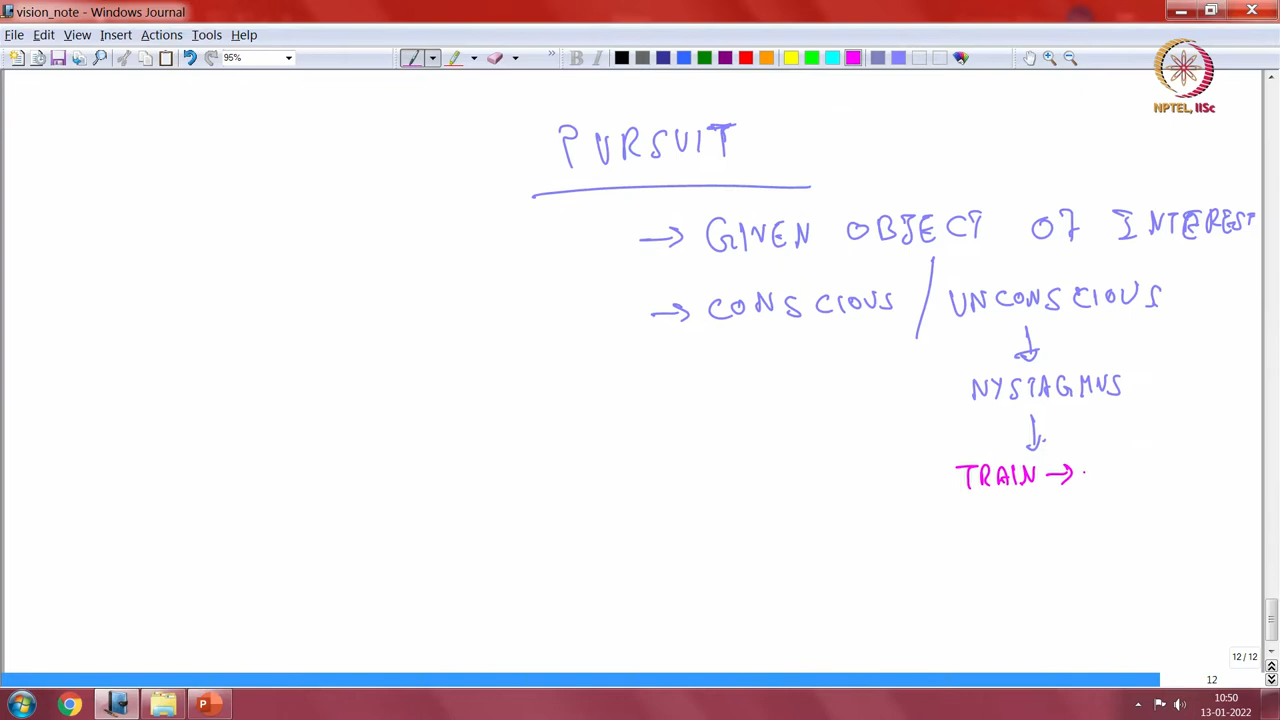 vision_note - Windows Journal
File Edit View Insert Actions Tools Help
95%
NPTEL, IISc
PURSUIT
→ GIVEN OBJECT OF INTEREST
→ CONSCIOUS / UNCONSCIOUS
↓
NYSTAGMUS
↓
TRAIN →
12 / 12
12
10:50
13-01-2022